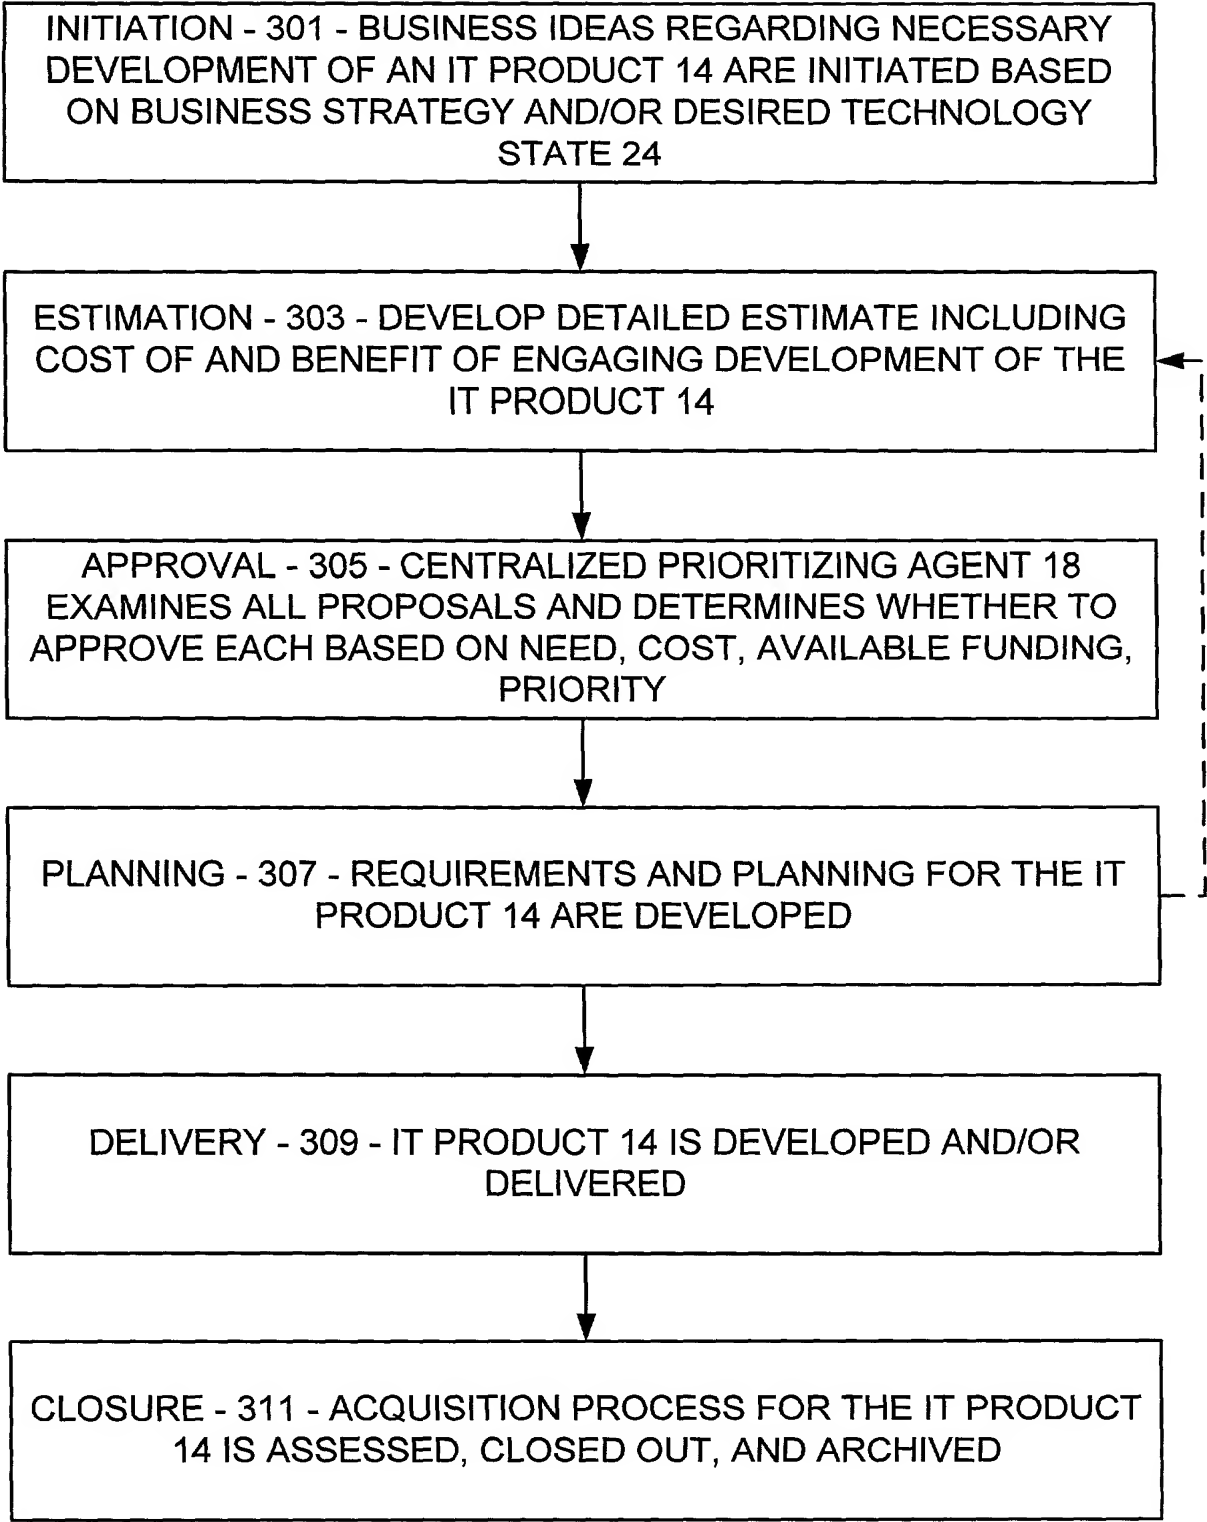 INITIATION - 301 - BUSINESS IDEAS REGARDING NECESSARY
DEVELOPMENT OF AN IT PRODUCT 14 ARE INITIATED BASED
ON BUSINESS STRATEGY AND/OR DESIRED TECHNOLOGY
STATE 24
ESTIMATION - 303 - DEVELOP DETAILED ESTIMATE INCLUDING
COST OF AND BENEFIT OF ENGAGING DEVELOPMENT OF THE
IT PRODUCT 14
APPROVAL - 305 - CENTRALIZED PRIORITIZING AGENT 18
EXAMINES ALL PROPOSALS AND DETERMINES WHETHER TO
APPROVE EACH BASED ON NEED, COST, AVAILABLE FUNDING,
PRIORITY
PLANNING - 307 - REQUIREMENTS AND PLANNING FOR THE IT
PRODUCT 14 ARE DEVELOPED
DELIVERY - 309 - IT PRODUCT 14 IS DEVELOPED AND/OR
DELIVERED
CLOSURE - 311 - ACQUISITION PROCESS FOR THE IT PRODUCT
14 IS ASSESSED, CLOSED OUT, AND ARCHIVED